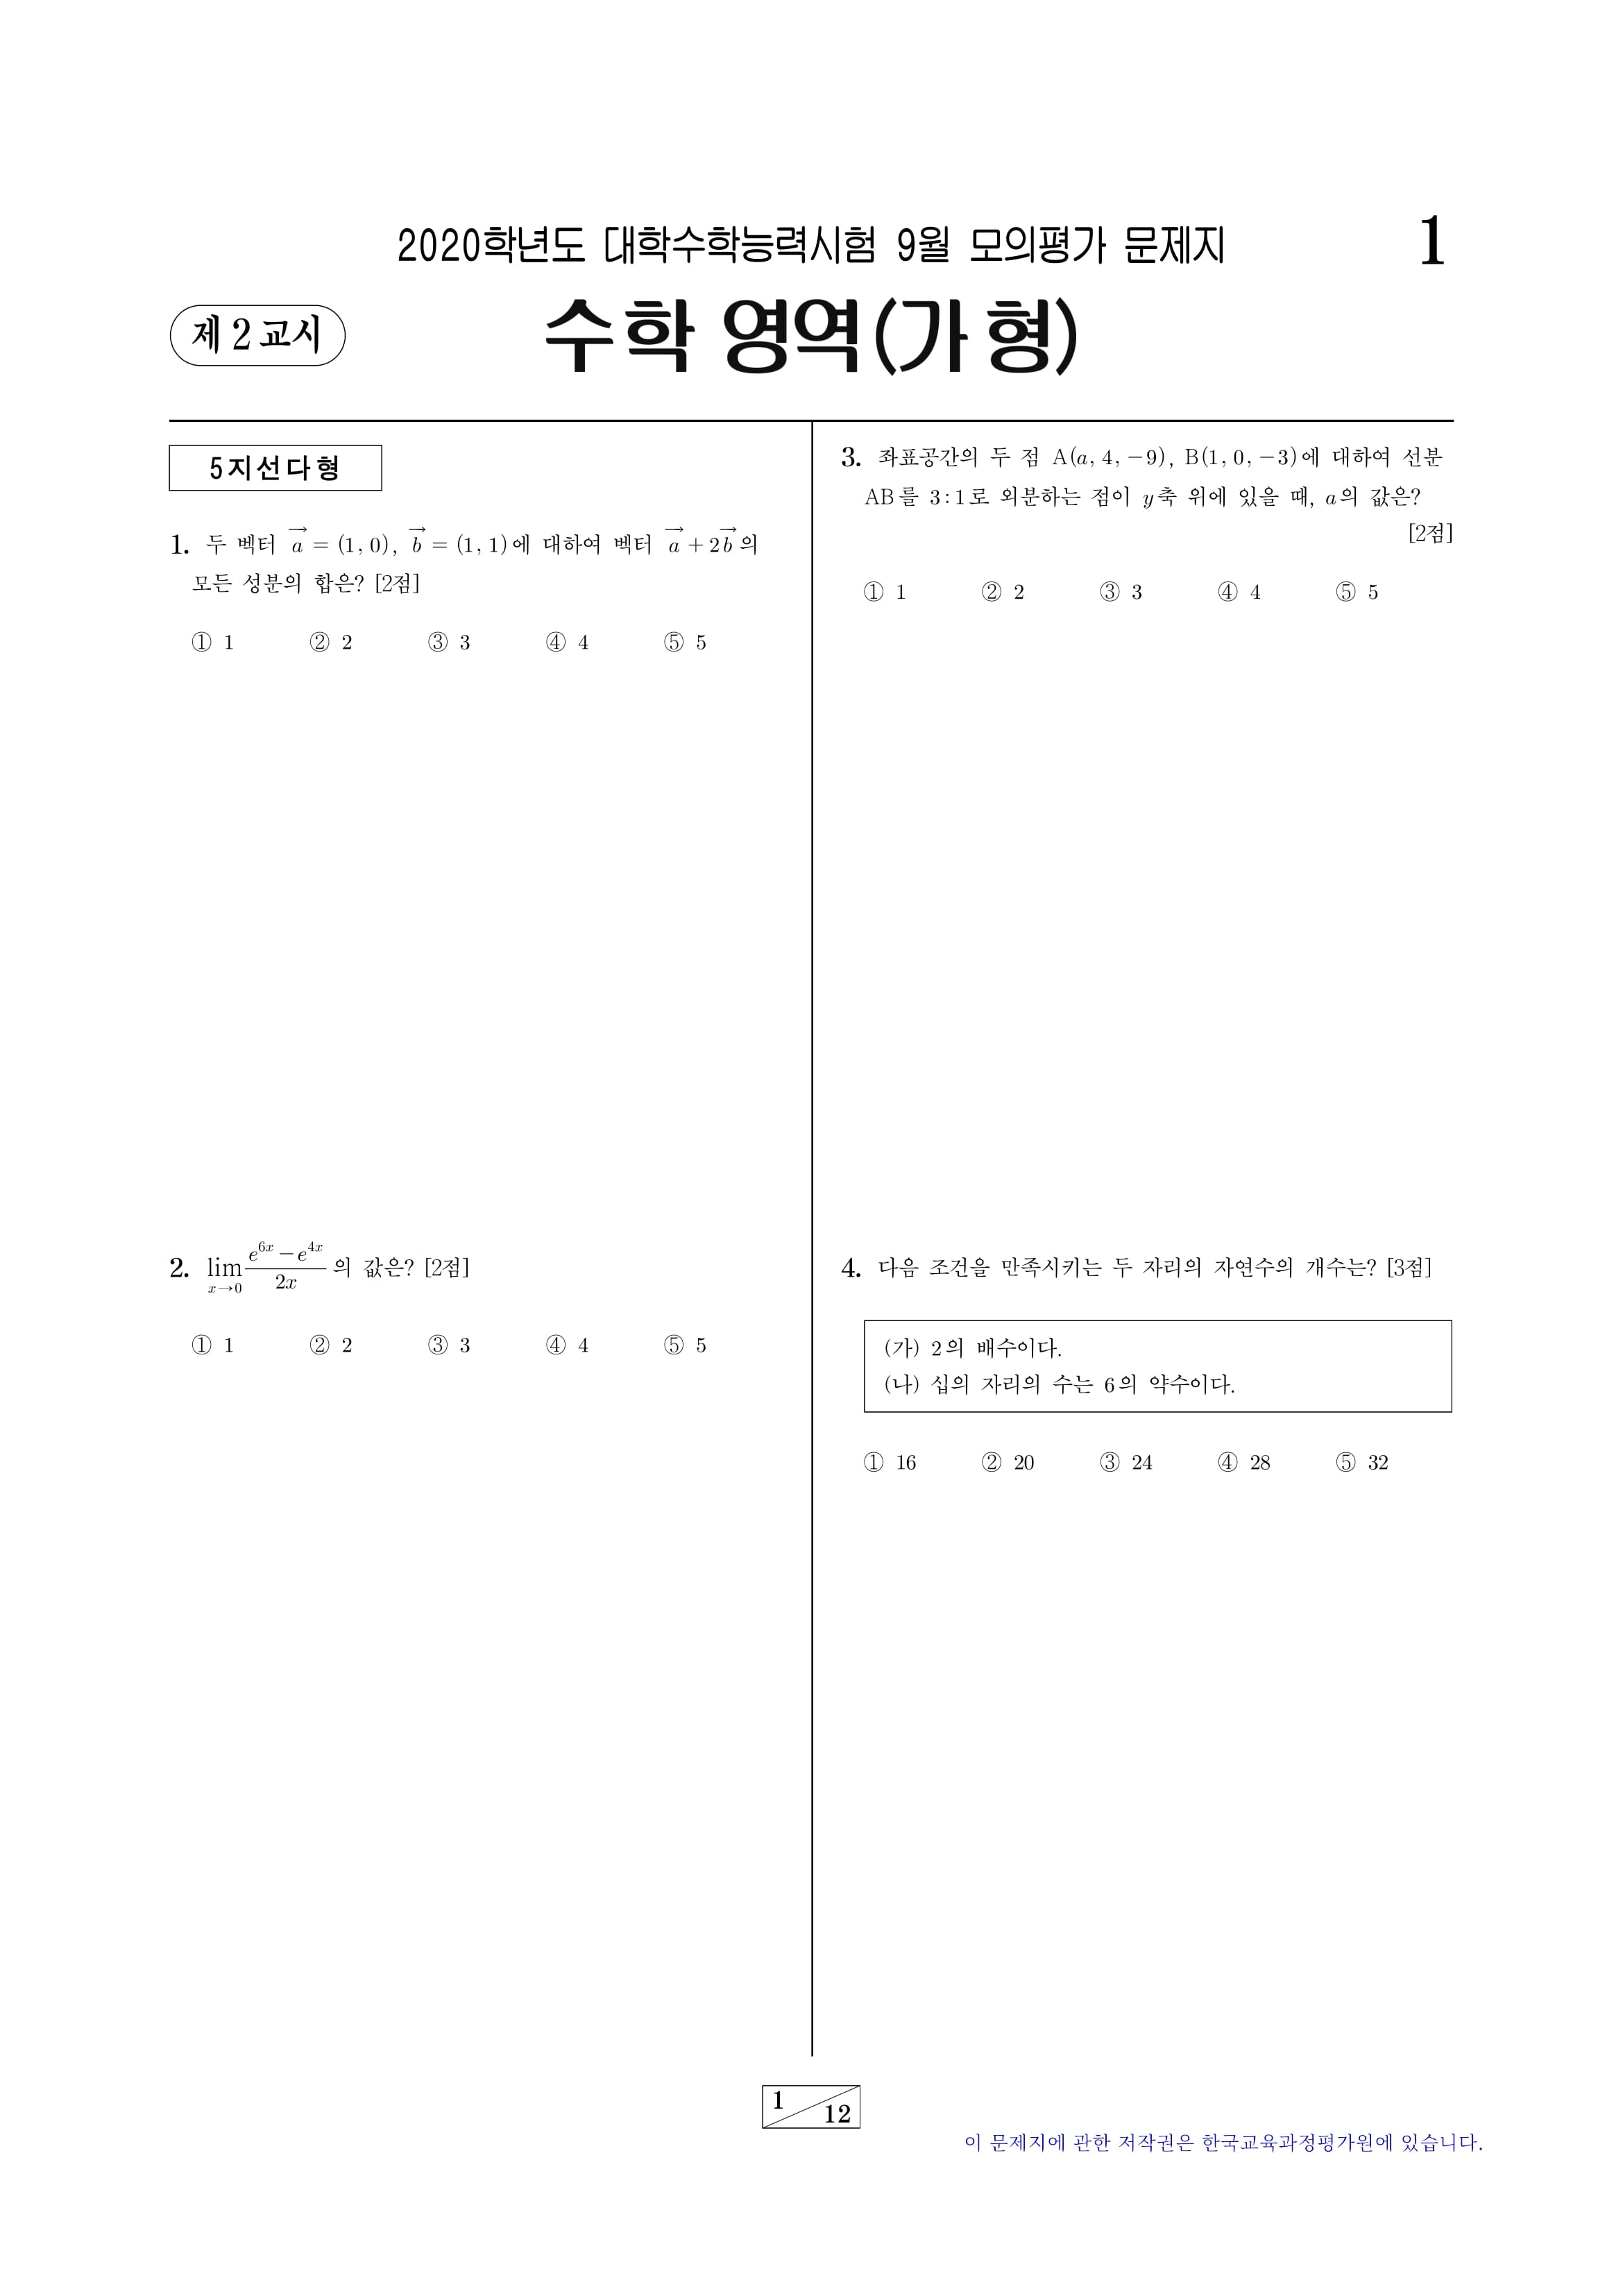 2020학년도 대학수학능력시험 9월 모의평가 문제지
1
제 2 교시
수학 영역(가 형)
5지선다형
1. 두 벡터 $\vec{a} = (1, 0)$, $\vec{b} = (1, 1)$에 대하여 벡터 $\vec{a} + 2\vec{b}$의
모든 성분의 합은? [2점]
① 1 ② 2 ③ 3 ④ 4 ⑤ 5
2. $\lim_{x \to 0} \frac{e^{6x} - e^{4x}}{2x}$의 값은? [2점]
① 1 ② 2 ③ 3 ④ 4 ⑤ 5
3. 좌표공간의 두 점 A(a, 4, −9), B(1, 0, −3)에 대하여 선분
AB를 3:1로 외분하는 점이 y축 위에 있을 때, a의 값은?
[2점]
① 1 ② 2 ③ 3 ④ 4 ⑤ 5
4. 다음 조건을 만족시키는 두 자리의 자연수의 개수는? [3점]
(가) 2의 배수이다.
(나) 십의 자리의 수는 6의 약수이다.
① 16 ② 20 ③ 24 ④ 28 ⑤ 32
1
12
이 문제지에 관한 저작권은 한국교육과정평가원에 있습니다.